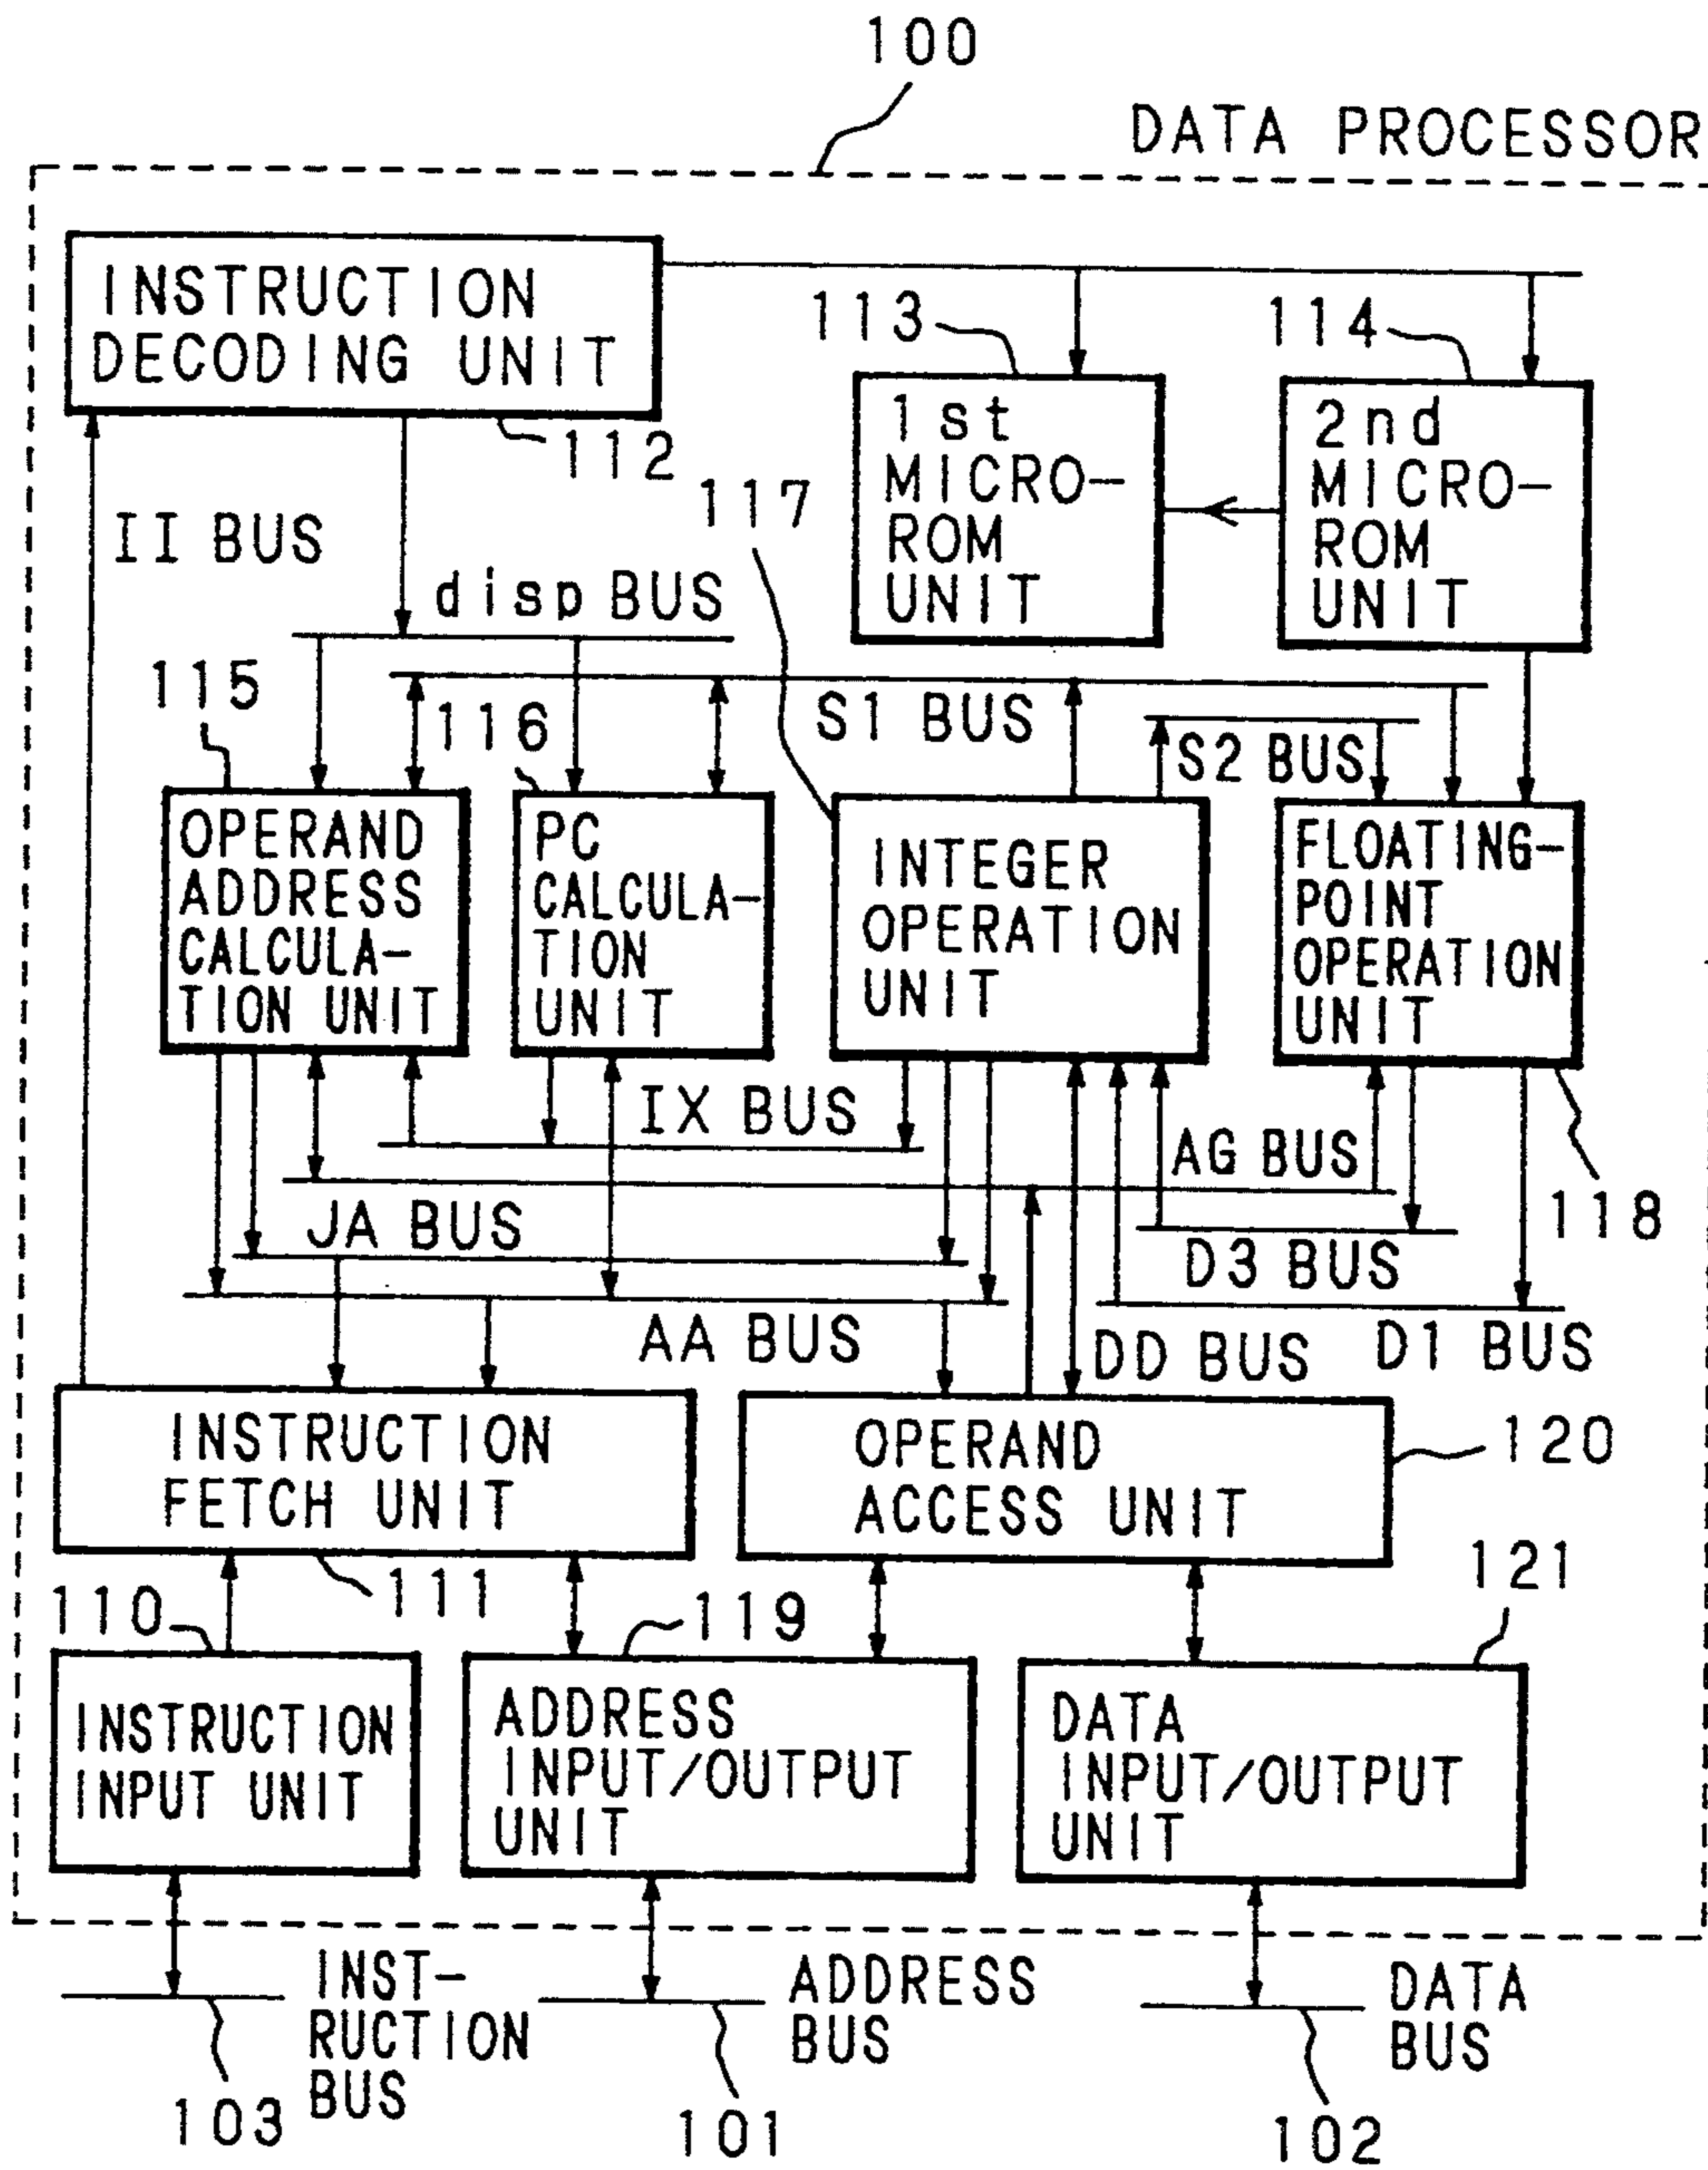 100
DATA PROCESSOR
INSTRUCTION
DECODING UNIT
112
113
114
1st
MICRO-
ROM
UNIT
2nd
MICRO-
ROM
UNIT
117
II BUS
disp BUS
115
116
S1 BUS
S2 BUS
OPERAND
ADDRESS
CALCULA-
TION UNIT
PC
CALCULA-
TION
UNIT
INTEGER
OPERATION
UNIT
FLOATING-
POINT
OPERATION
UNIT
IX BUS
AG BUS
118
JA BUS
D3 BUS
AA BUS
DD BUS
D1 BUS
INSTRUCTION
FETCH UNIT
OPERAND
ACCESS UNIT
120
110
111
119
121
INSTRUCTION
INPUT UNIT
ADDRESS
INPUT/OUTPUT
UNIT
DATA
INPUT/OUTPUT
UNIT
INST-
RUCTION
BUS
ADDRESS
BUS
DATA
BUS
103
101
102